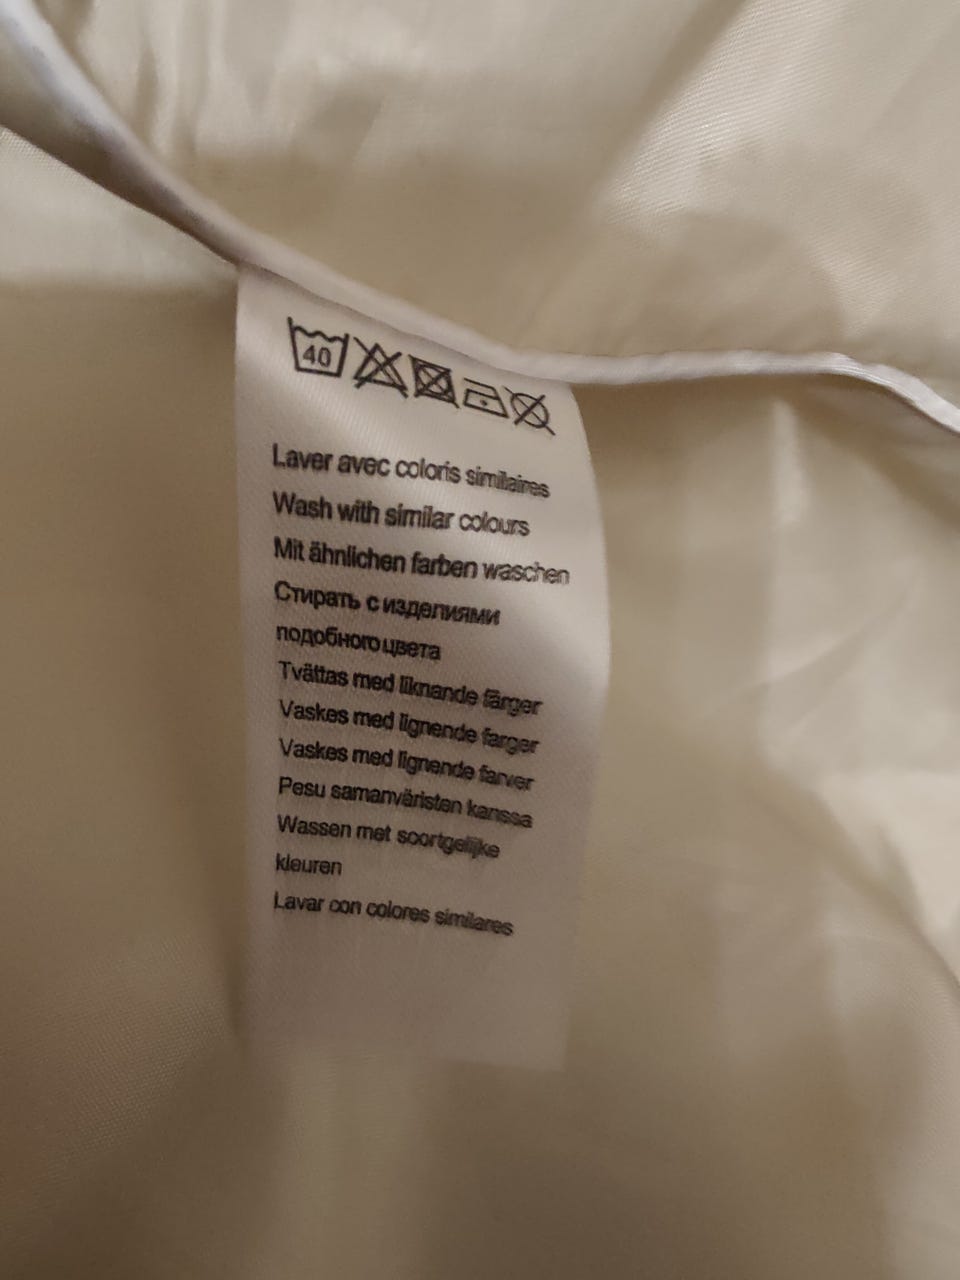 40
Laver avec coloris similaires
Wash with similar colours
Mit ähnlichen farben waschen
Стирать с изделиями
подобного цвета
Tvättas med liknande färger
Vaskes med lignende farger
Vaskes med lignende farver
Pesu samanväristen kanssa
Wassen met soortgelijke
kleuren
Lavar con colores similares